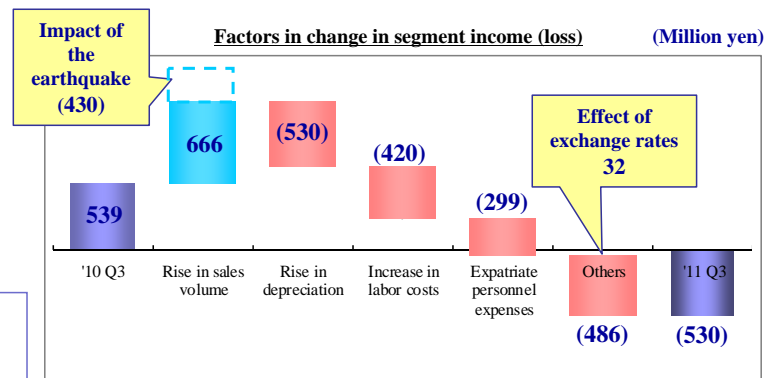 Factors in change in segment income (loss)
(Million yen)
Impact of
the
earthquake
(430)
Effect of
exchange rates
32
539
666
(530)
(420)
(299)
(486)
(530)
'10 Q3
Rise in sales
volume
Rise in
depreciation
Increase in
labor costs
Expatriate
personnel
expenses
Others
'11 Q3